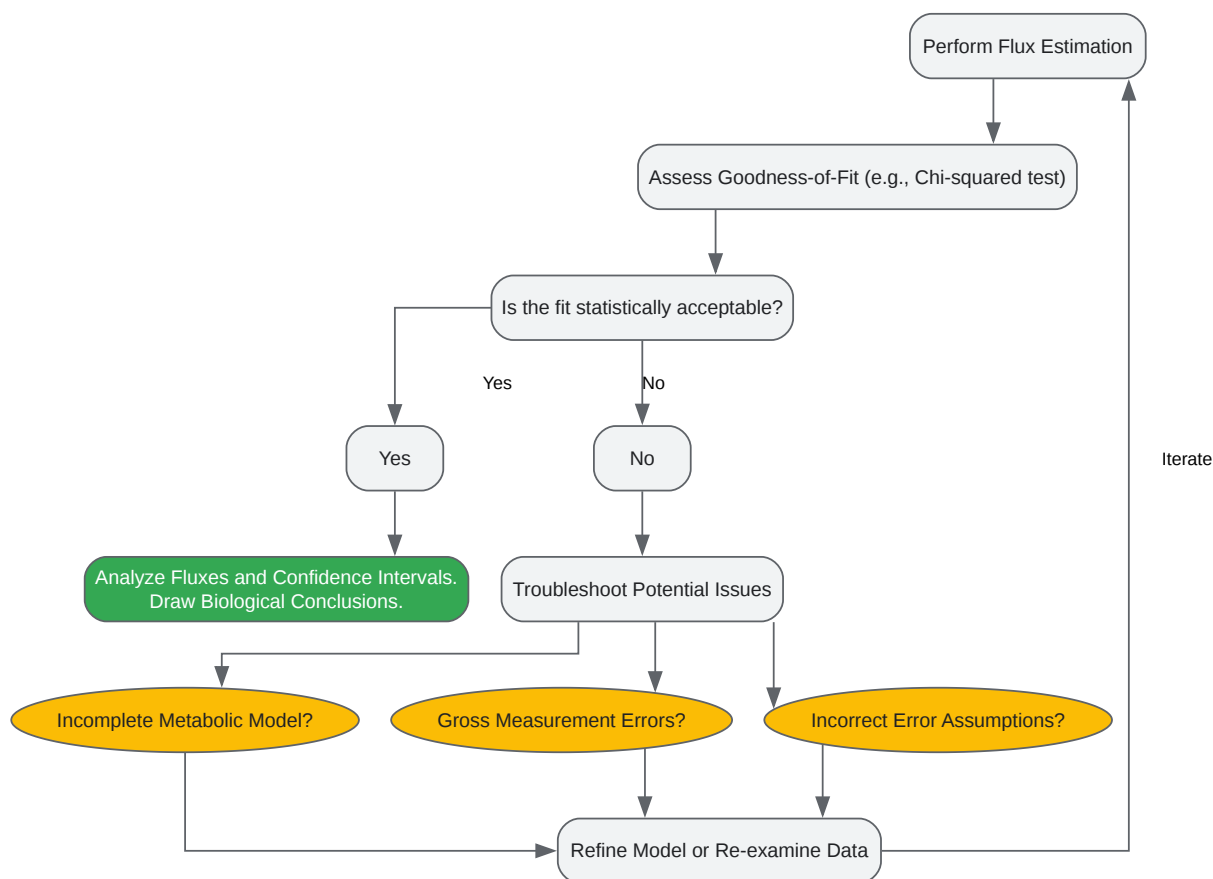 Perform Flux Estimation
Assess Goodness-of-Fit (e.g., Chi-squared test)
Is the fit statistically acceptable?
Yes
No
Yes
No
Iterate
Analyze Fluxes and Confidence Intervals.
Draw Biological Conclusions.
Troubleshoot Potential Issues
Incomplete Metabolic Model?
Gross Measurement Errors?
Incorrect Error Assumptions?
Refine Model or Re-examine Data